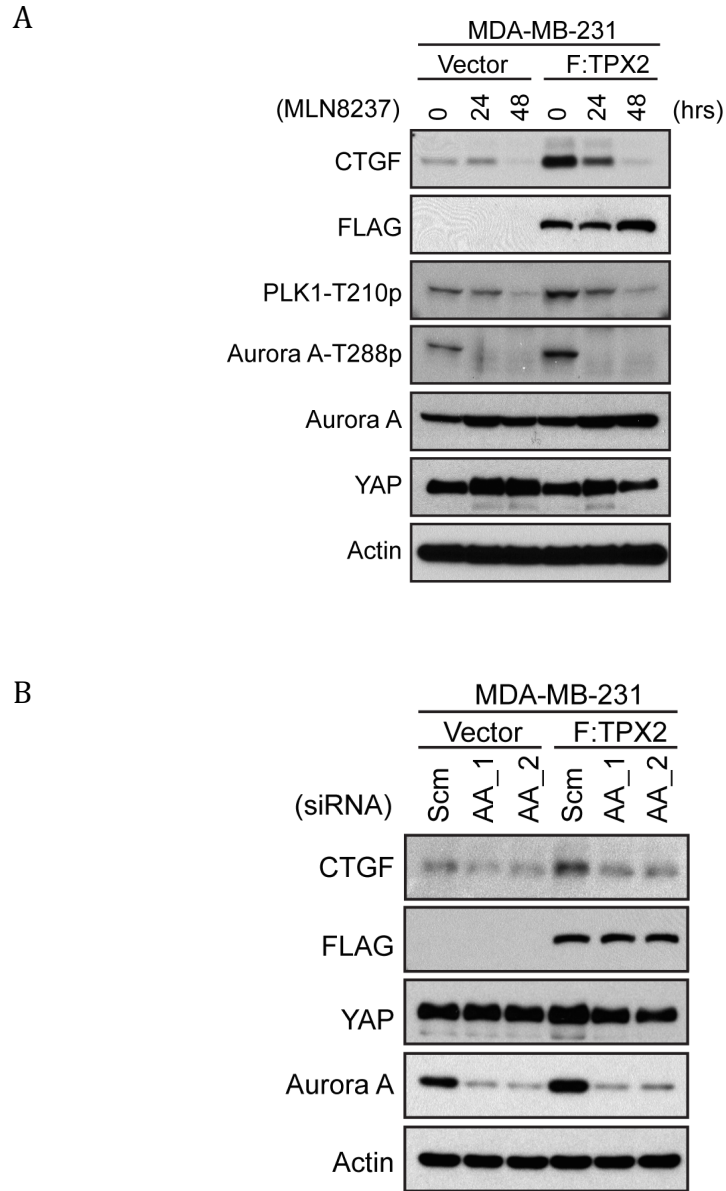 A
MDA-MB-231
Vector F:TPX2
(MLN8237) 0 24 48 0 24 48 (hrs)
CTGF
FLAG
PLK1-T210p
Aurora A-T288p
Aurora A
YAP
Actin
B
MDA-MB-231
Vector F:TPX2
(siRNA) Scm AA_1 AA_2 Scm AA_1 AA_2
CTGF
FLAG
YAP
Aurora A
Actin